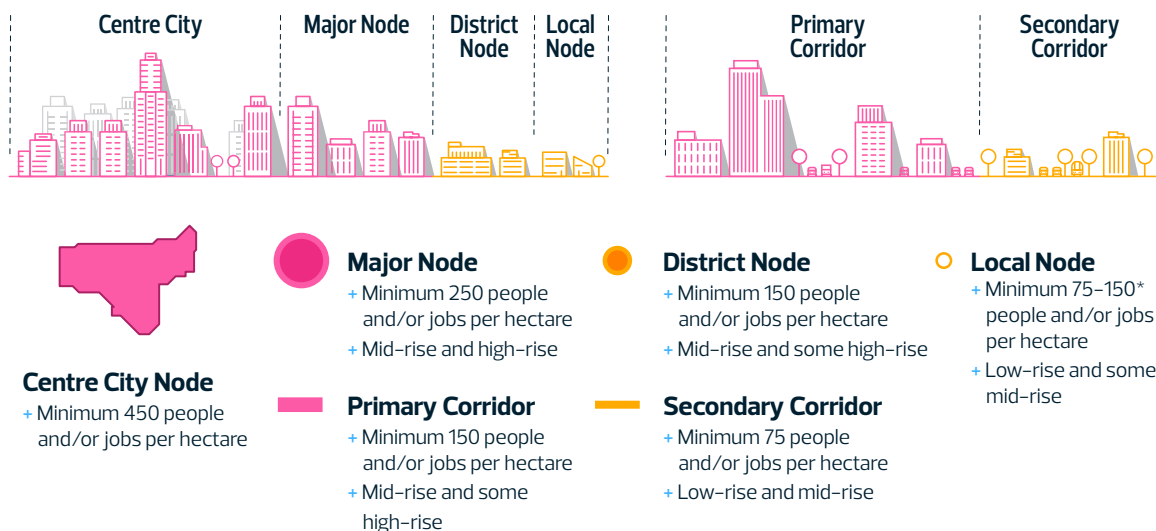 Centre City
Major Node
District
Node
Local
Node
Primary
Corridor
Secondary
Corridor
Centre City Node
+ Minimum 450 people
and/or jobs per hectare
Major Node
+ Minimum 250 people
and/or jobs per hectare
+ Mid-rise and high-rise
Primary Corridor
+ Minimum 150 people
and/or jobs per hectare
+ Mid-rise and some
high-rise
District Node
+ Minimum 150 people
and/or jobs per hectare
+ Mid-rise and some high-rise
Secondary Corridor
+ Minimum 75 people
and/or jobs per hectare
+ Low-rise and mid-rise
Local Node
+ Minimum 75-150*
people and/or jobs
per hectare
+ Low-rise and some
mid-rise